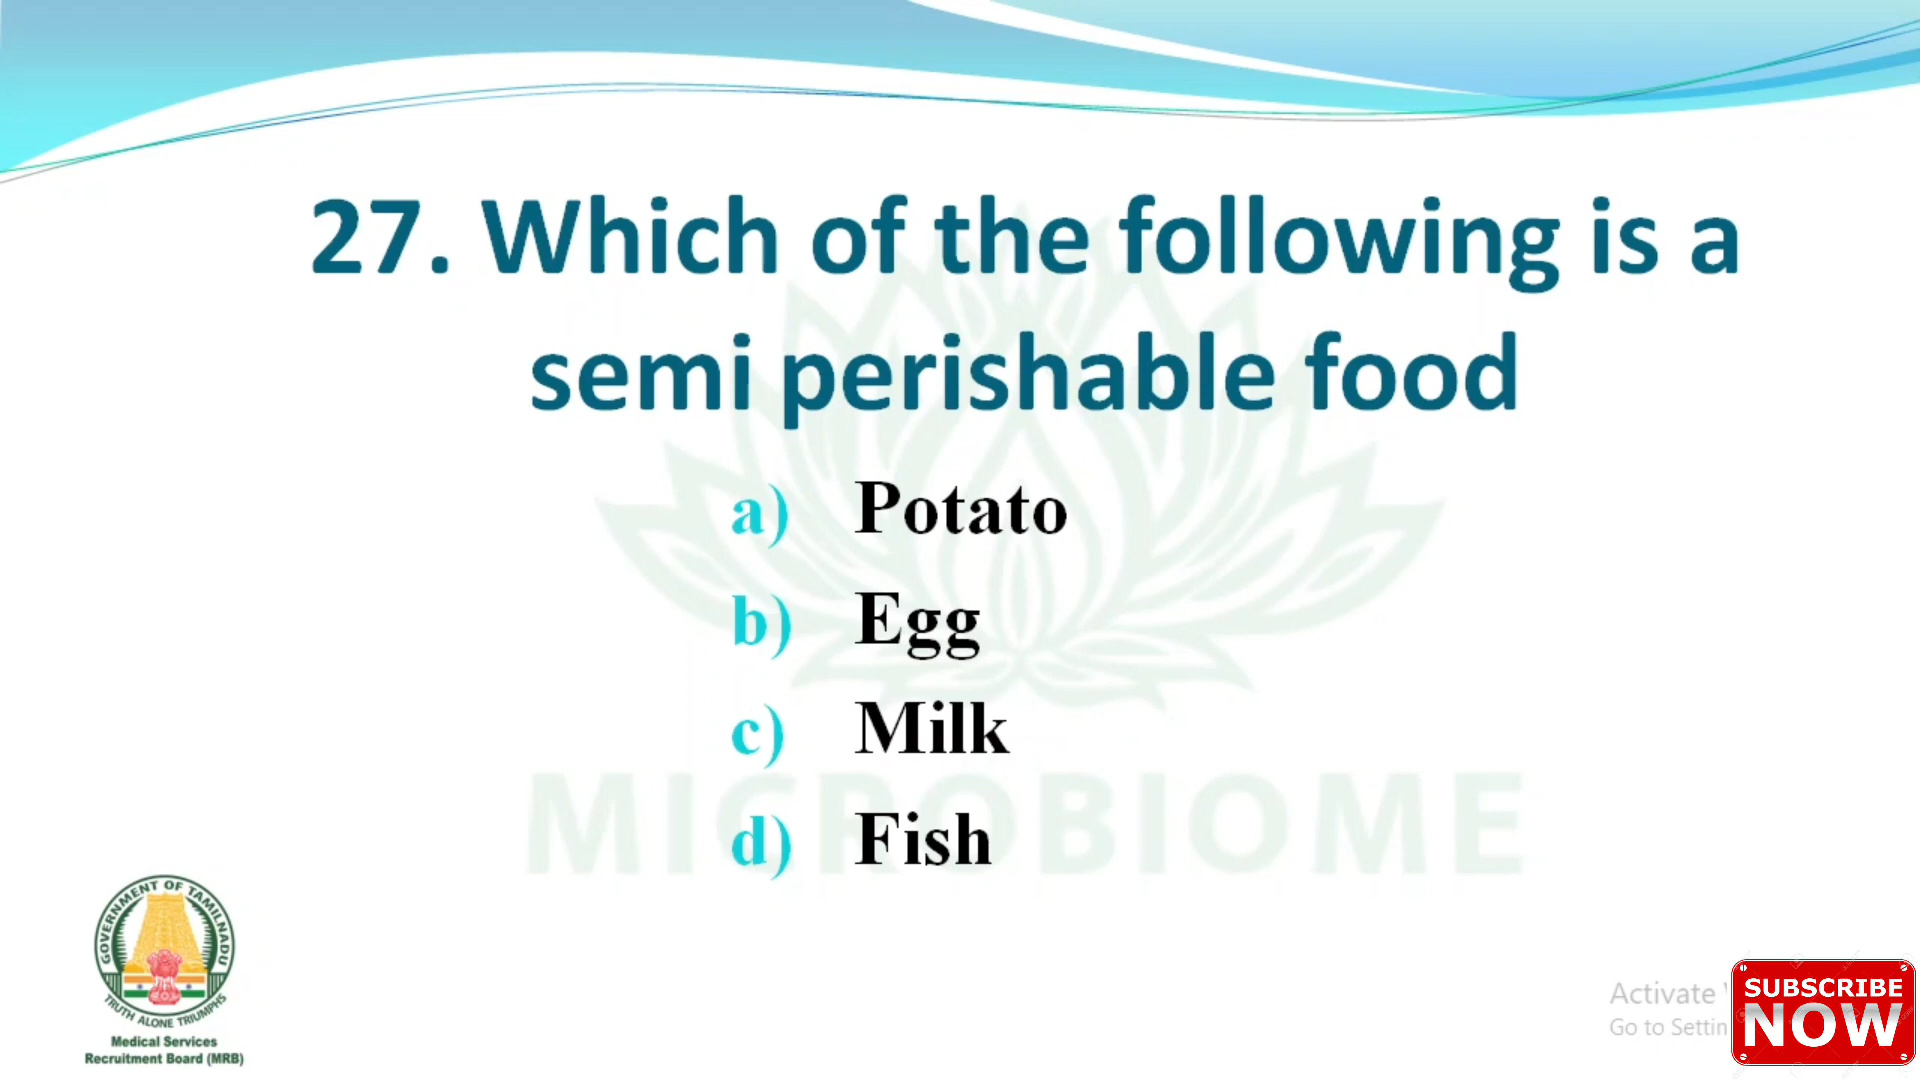 27. Which of the following is a
semi perishable food
a) Potato
b) Egg
c) Milk
d) Fish
MICROBIOME
GOVERNMENT OF TAMILNADU
TRUTH ALONE TRIUMPHS
Medical Services
Recruitment Board (MRB)
Activate
Go to Settin
SUBSCRIBE
NOW